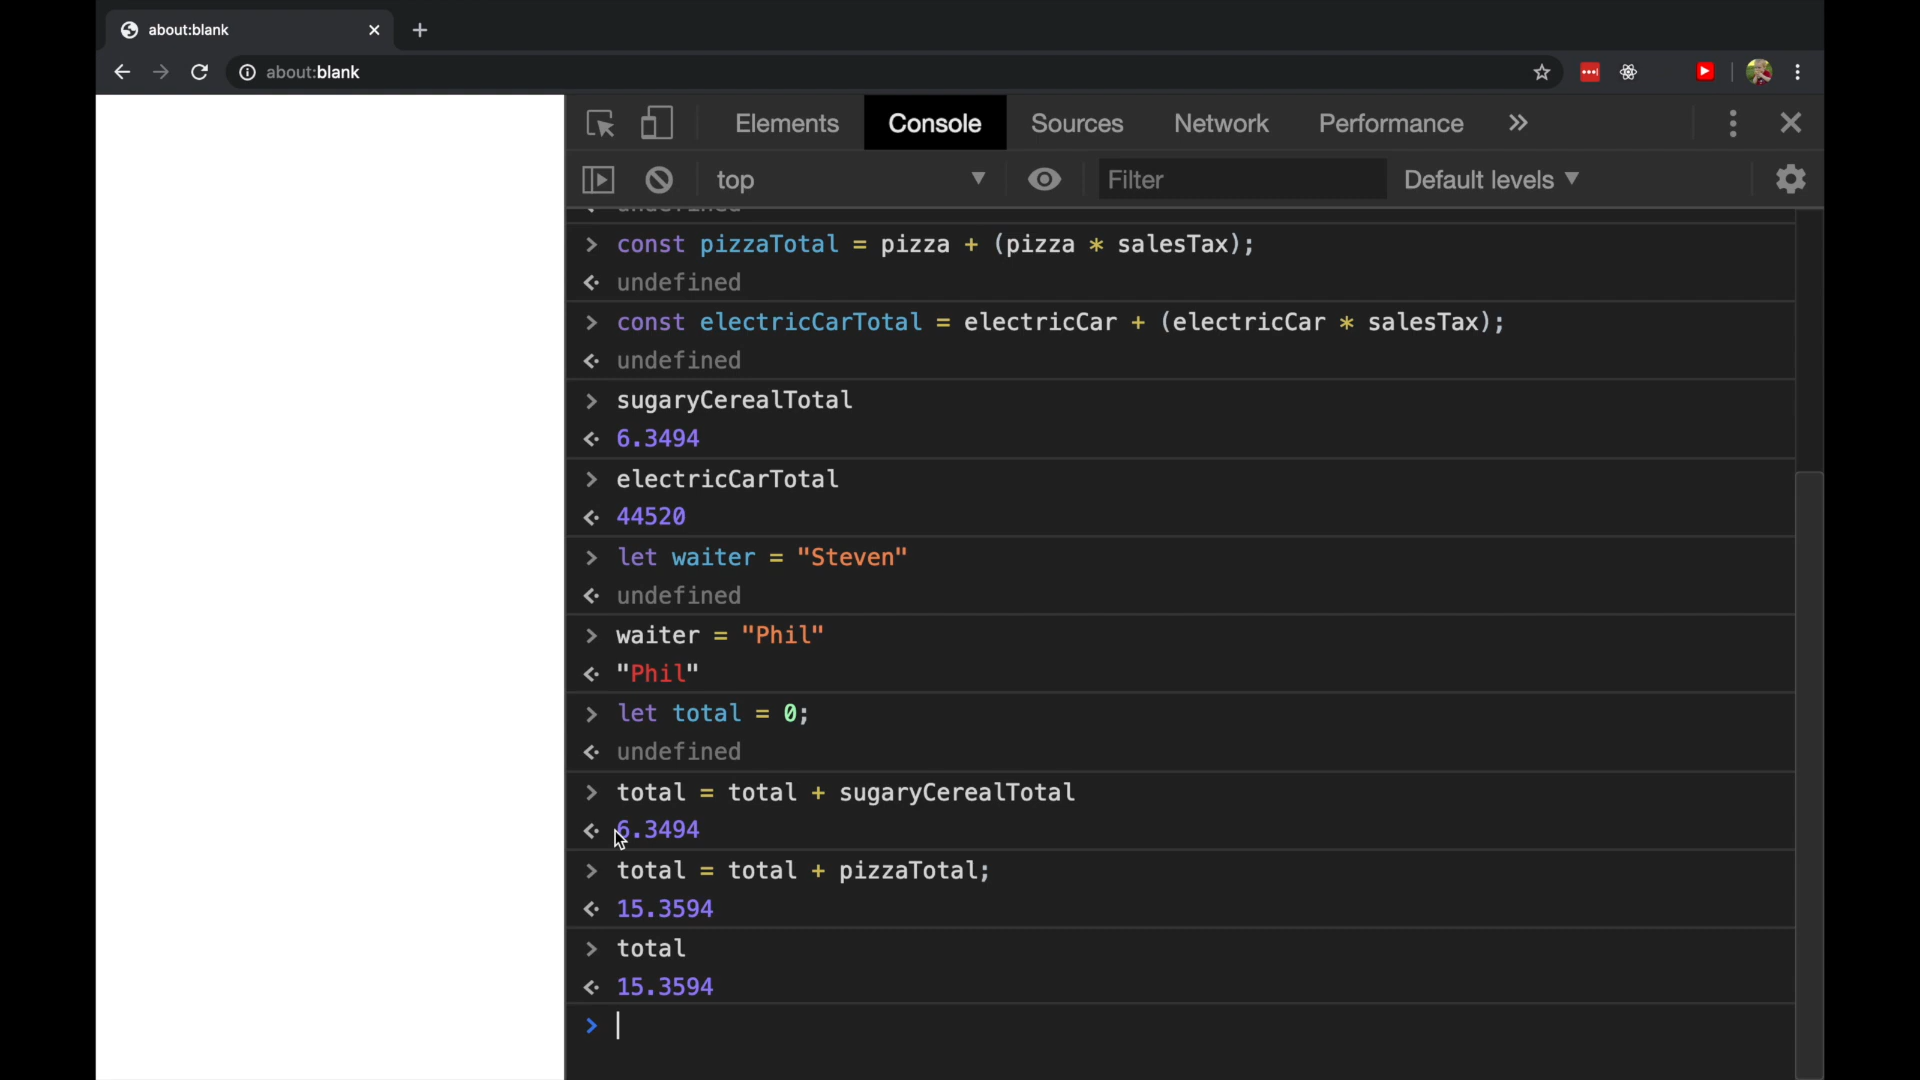 about:blank
about:blank
Elements Console Sources Network Performance
top Filter Default levels
undefined
const pizzaTotal = pizza + (pizza * salesTax);
undefined
const electricCarTotal = electricCar + (electricCar * salesTax);
undefined
sugaryCerealTotal
6.3494
electricCarTotal
44520
let waiter = "Steven"
undefined
waiter = "Phil"
"Phil"
let total = 0;
undefined
total = total + sugaryCerealTotal
6.3494
total = total + pizzaTotal;
15.3594
total
15.3594